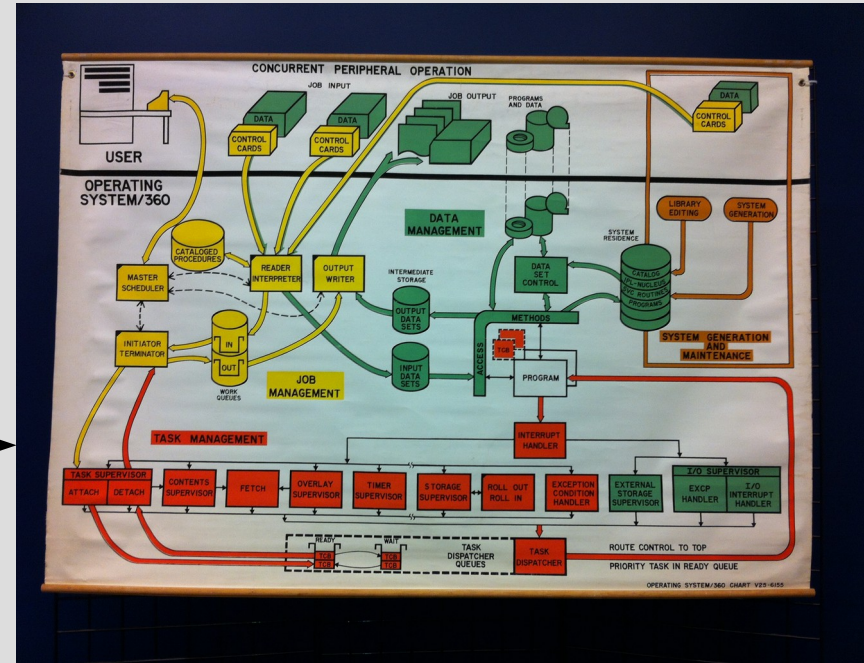 CONCURRENT PERIPHERAL OPERATION
JOB INPUT
DATA
CONTROL
CARDS
DATA
CONTROL
CARDS
JOB OUTPUT
PROGRAMS
AND DATA
DATA
CONTROL
CARDS
USER
OPERATING
SYSTEM/360
DATA
MANAGEMENT
LIBRARY
EDITING
SYSTEM
GENERATION
SYSTEM
RESIDENCE
CATALOGED
PROCEDURES
MASTER
SCHEDULER
READER
INTERPRETER
OUTPUT
WRITER
INTERMEDIATE
STORAGE
OUTPUT
DATA
SETS
DATA
SET
CONTROL
CATALOG
IPL-NUCLEUS
SVC ROUTINES
PROGRAMS
METHODS
ACCESS
INITIATOR
TERMINATOR
IN
OUT
WORK
QUEUES
INPUT
DATA
SETS
TCB
PROGRAM
SYSTEM GENERATION
AND
MAINTENANCE
JOB
MANAGEMENT
TASK MANAGEMENT
INTERRUPT
HANDLER
TASK SUPERVISOR
ATTACH
DETACH
CONTENTS
SUPERVISOR
FETCH
OVERLAY
SUPERVISOR
TIMER
SUPERVISOR
STORAGE
SUPERVISOR
ROLL OUT
ROLL IN
EXCEPTION
CONDITION
HANDLER
EXTERNAL
STORAGE
SUPERVISOR
I/O SUPERVISOR
EXCP
HANDLER
I/O
INTERRUPT
HANDLER
READY
TCB
TCB
WAIT
TCB
TCB
TASK
DISPATCHER
QUEUES
TASK
DISPATCHER
ROUTE CONTROL TO TOP
PRIORITY TASK IN READY QUEUE
OPERATING SYSTEM/360 CHART V25-6155